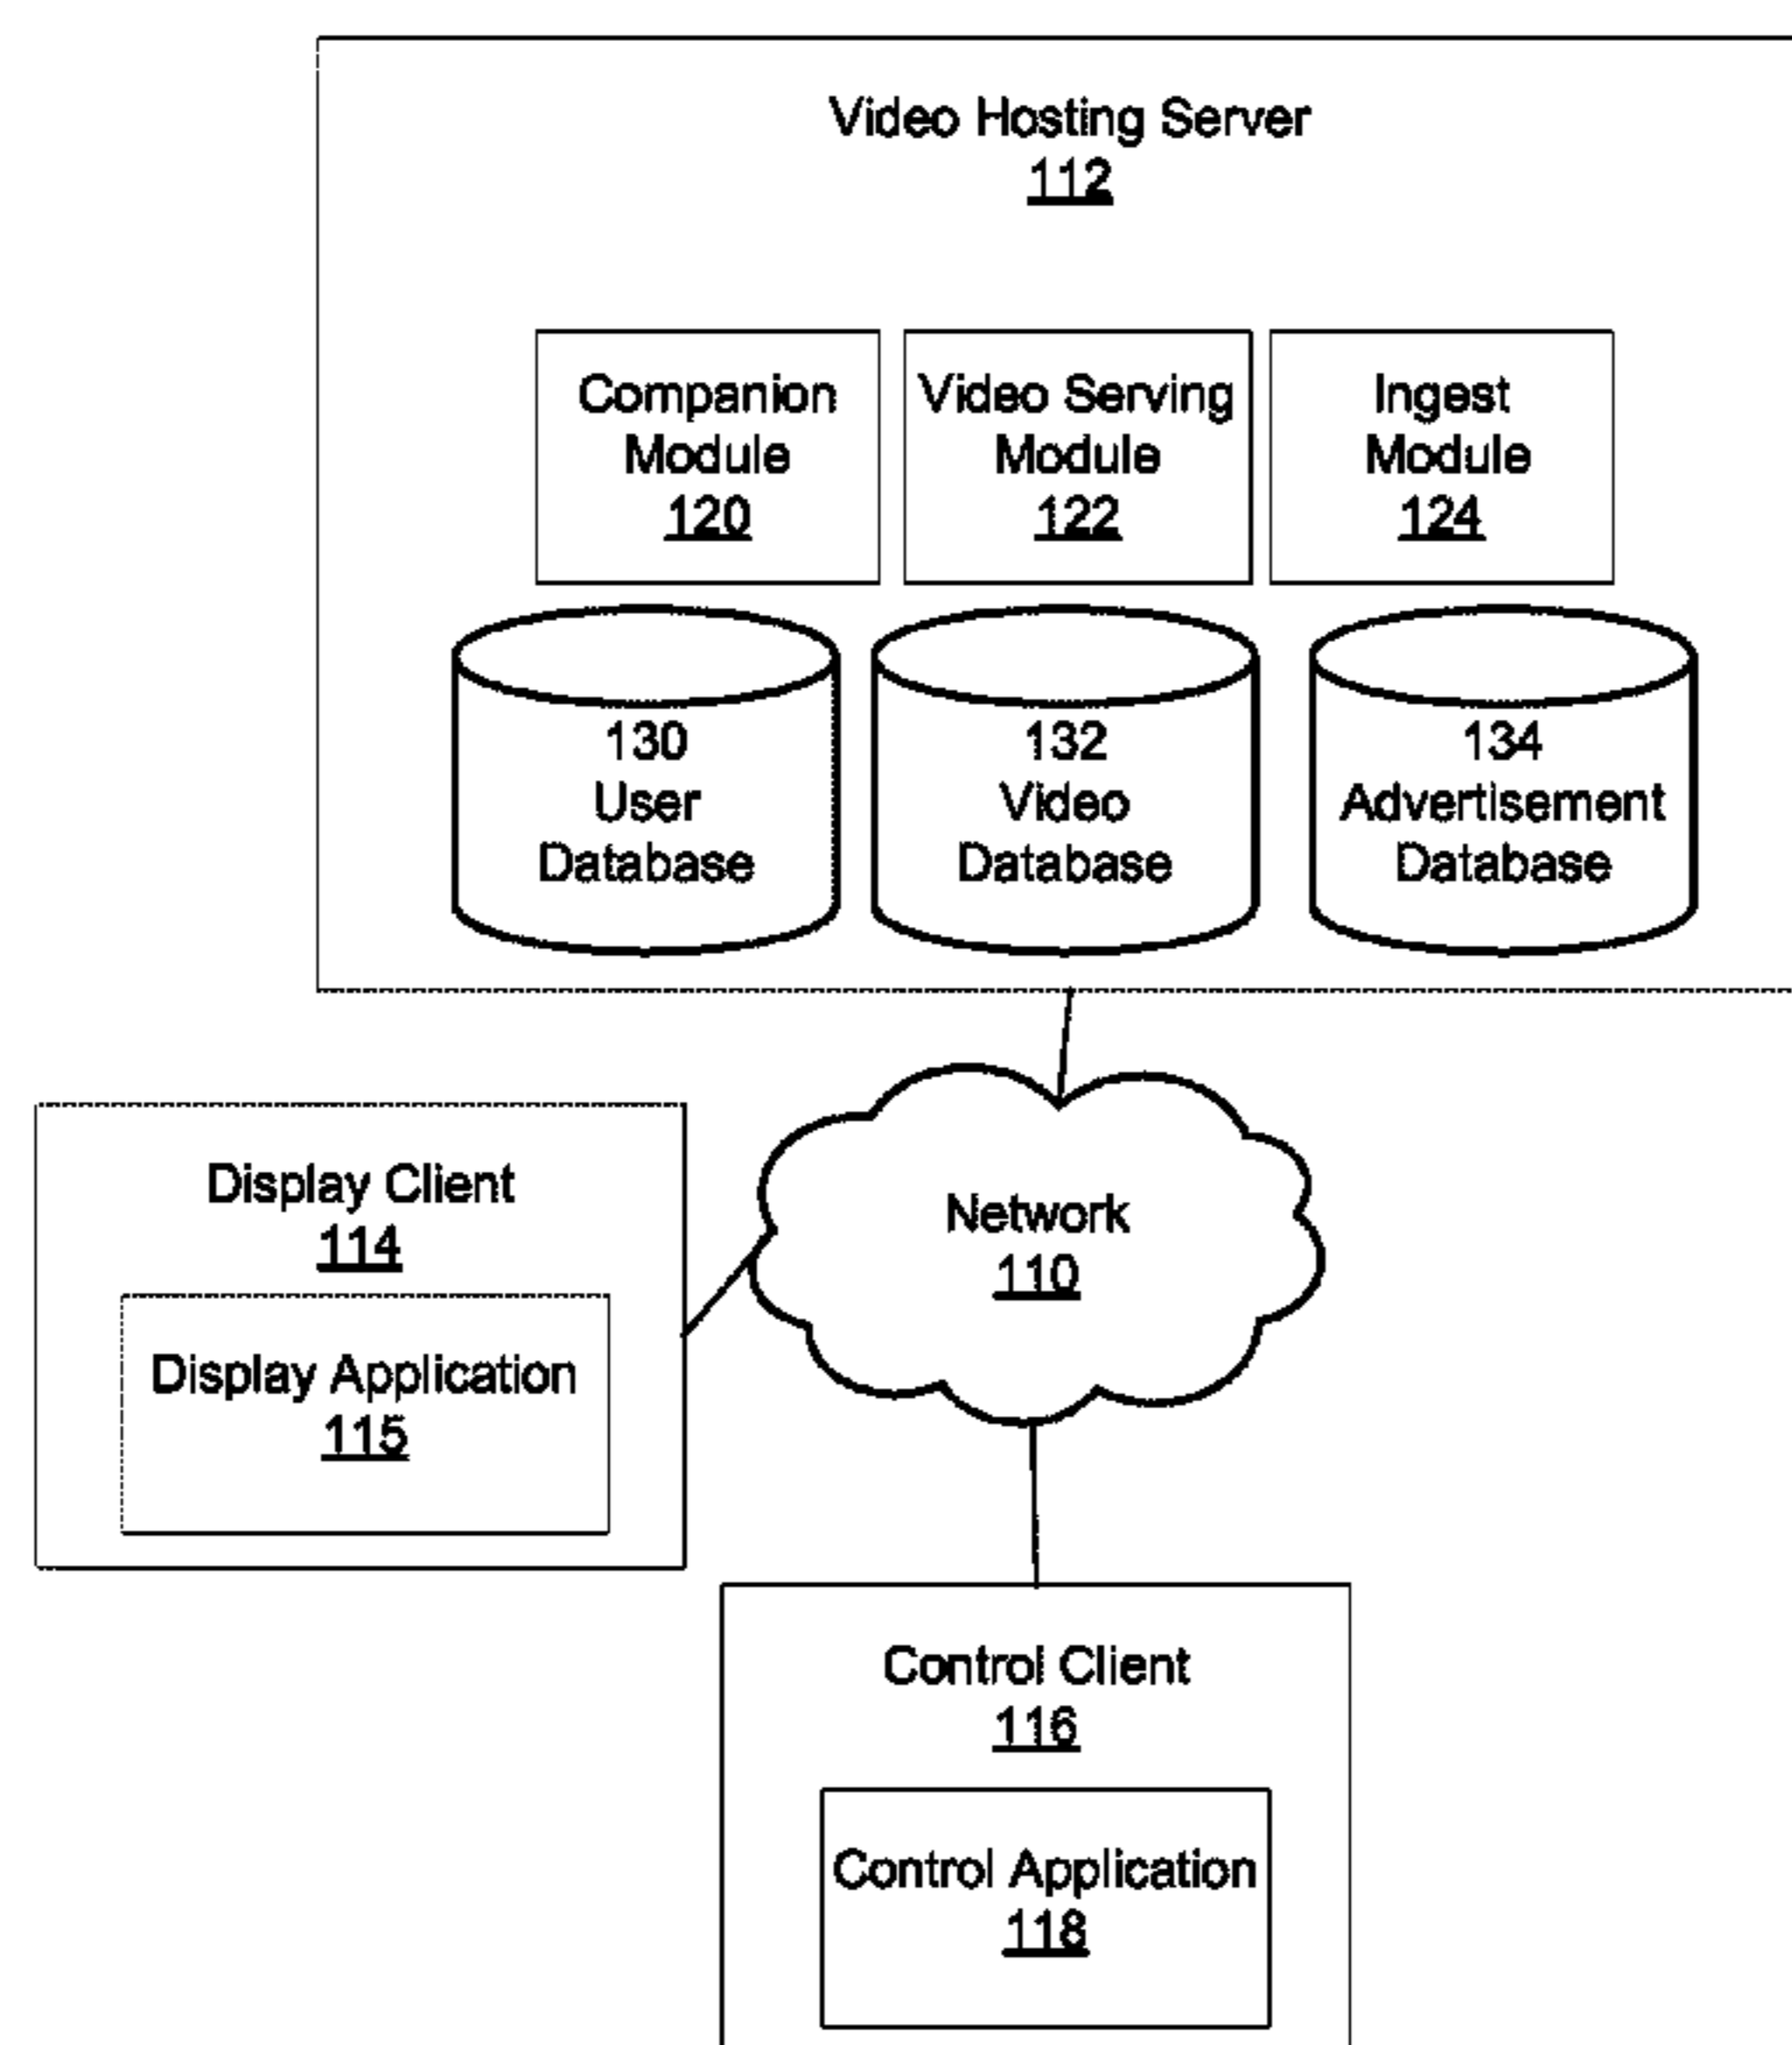 Video Hosting Server
112
Companion
Module
120
Video Serving
Module
122
Ingest
Module
124
130
User
Database
132
Video
Database
134
Advertisement
Database
Display Client
114
Display Application
115
Network
110
Control Client
116
Control Application
118